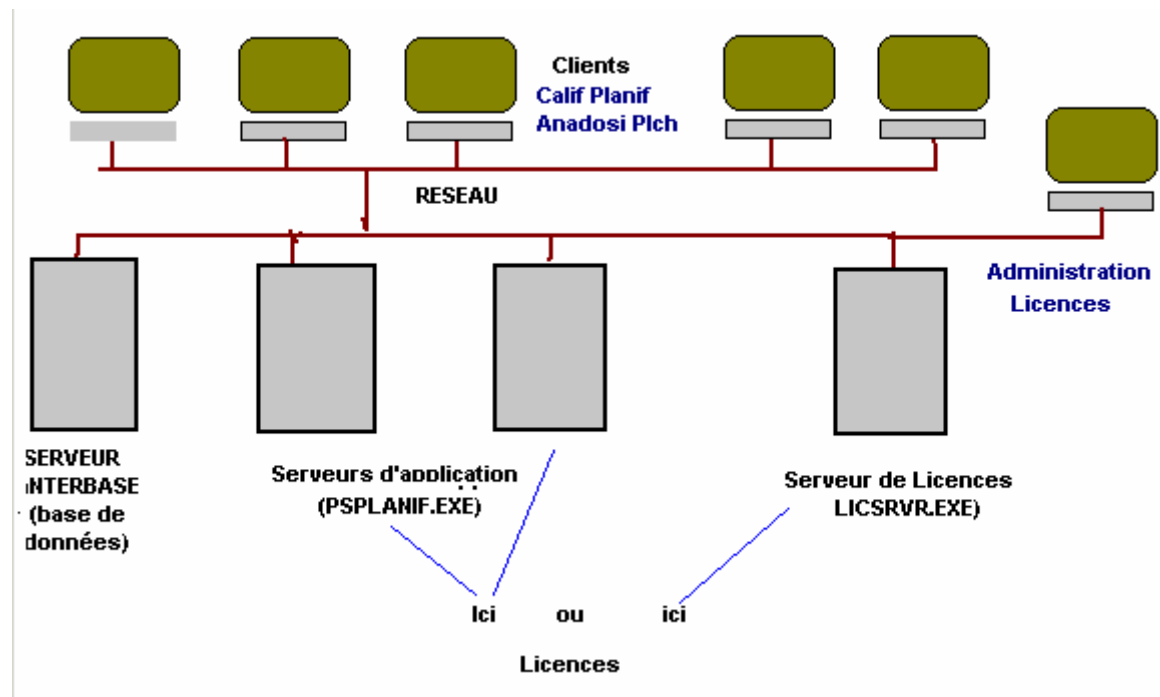 Clients
Calif Planif
Anadosi Plch
RESEAU
Administration
Licences
SERVEUR
INTERBASE
(base de
données)
Serveurs d'application
(PSPLANIF.EXE)
Serveur de Licences
LICSRVR.EXE)
Ici ou ici
Licences